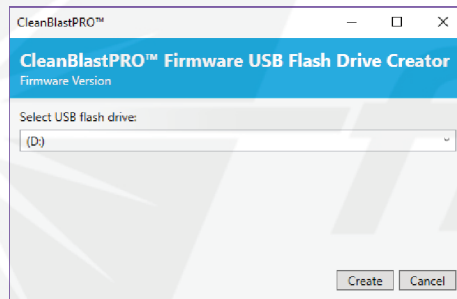 CleanBlastPRO™
CleanBlastPRO™ Firmware USB Flash Drive Creator
Firmware Version
Select USB flash drive:
(D:)
Create Cancel